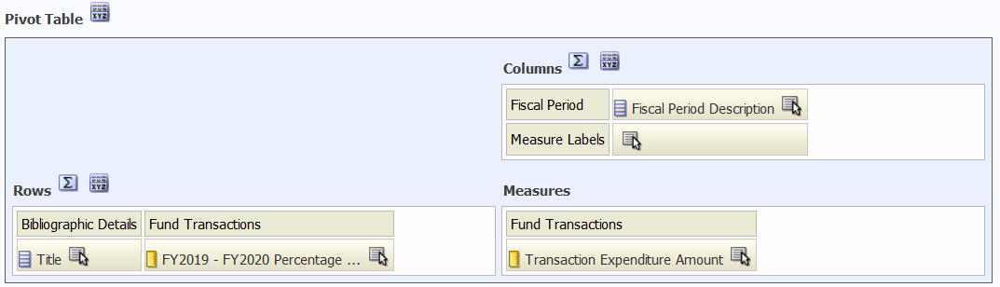 Pivot Table
Columns
Fiscal Period
Fiscal Period Description
Measure Labels
Rows
Measures
Bibliographic Details
Fund Transactions
Fund Transactions
Title
FY2019 - FY2020 Percentage ...
Transaction Expenditure Amount